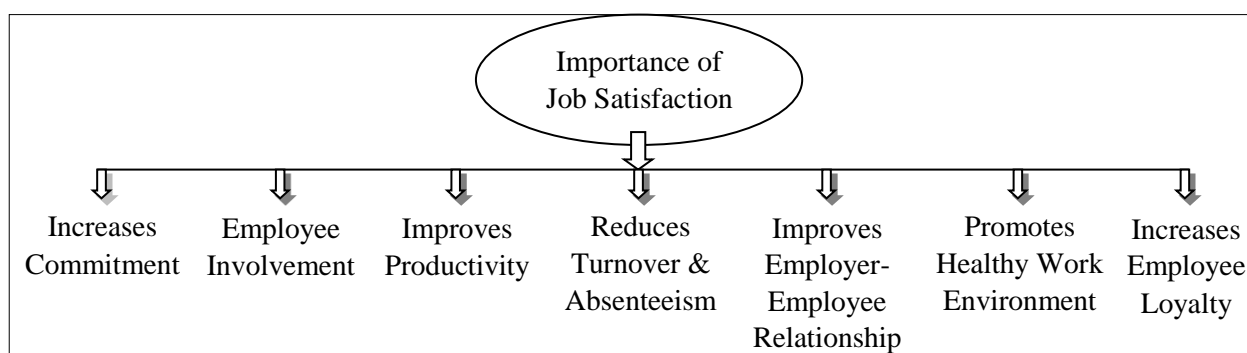 Importance of
Job Satisfaction
Increases
Commitment
Employee
Involvement
Improves
Productivity
Reduces
Turnover &
Absenteeism
Improves
Employer-
Employee
Relationship
Promotes
Healthy Work
Environment
Increases
Employee
Loyalty